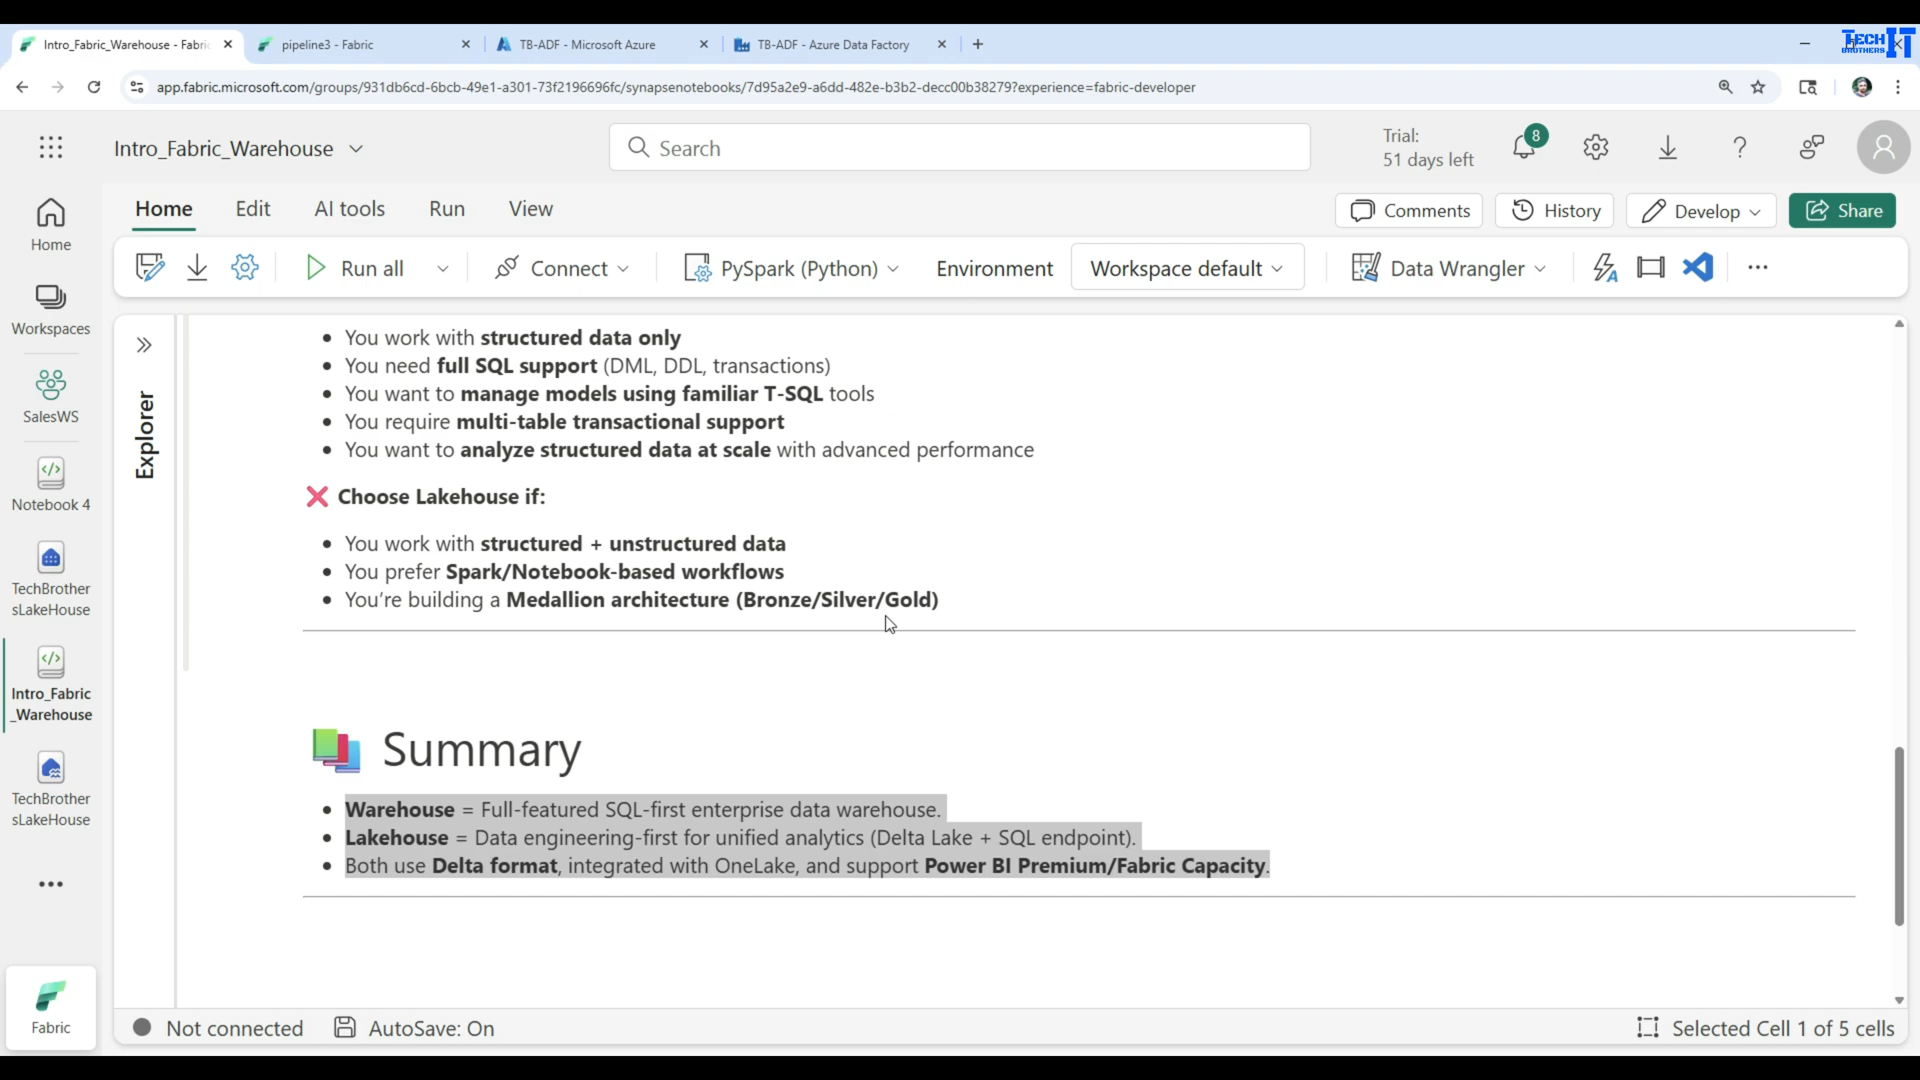 Intro_Fabric_Warehouse - Fabric
pipeline3 - Fabric
TB-ADF - Microsoft Azure
TB-ADF - Azure Data Factory
TECH IT
BROTHERS
app.fabric.microsoft.com/groups/931db6cd-6bcb-49e1-a301-73f2196696fc/synapsenotebooks/7d95a2e9-a6dd-482e-b3b2-decc00b38279?experience=fabric-developer
Intro_Fabric_Warehouse
Search
Trial:
51 days left
8
Home
Edit
AI tools
Run
View
Comments
History
Develop
Share
Run all
Connect
PySpark (Python)
Environment
Workspace default
Data Wrangler
Home
Workspaces
SalesWS
Notebook 4
TechBrother
sLakeHouse
Intro_Fabric
_Warehouse
TechBrother
sLakeHouse
Fabric
Explorer
• You work with structured data only
• You need full SQL support (DML, DDL, transactions)
• You want to manage models using familiar T-SQL tools
• You require multi-table transactional support
• You want to analyze structured data at scale with advanced performance
❌ Choose Lakehouse if:
• You work with structured + unstructured data
• You prefer Spark/Notebook-based workflows
• You’re building a Medallion architecture (Bronze/Silver/Gold)
📚 Summary
• Warehouse = Full-featured SQL-first enterprise data warehouse.
• Lakehouse = Data engineering-first for unified analytics (Delta Lake + SQL endpoint).
• Both use Delta format, integrated with OneLake, and support Power BI Premium/Fabric Capacity.
Not connected
AutoSave: On
Selected Cell 1 of 5 cells